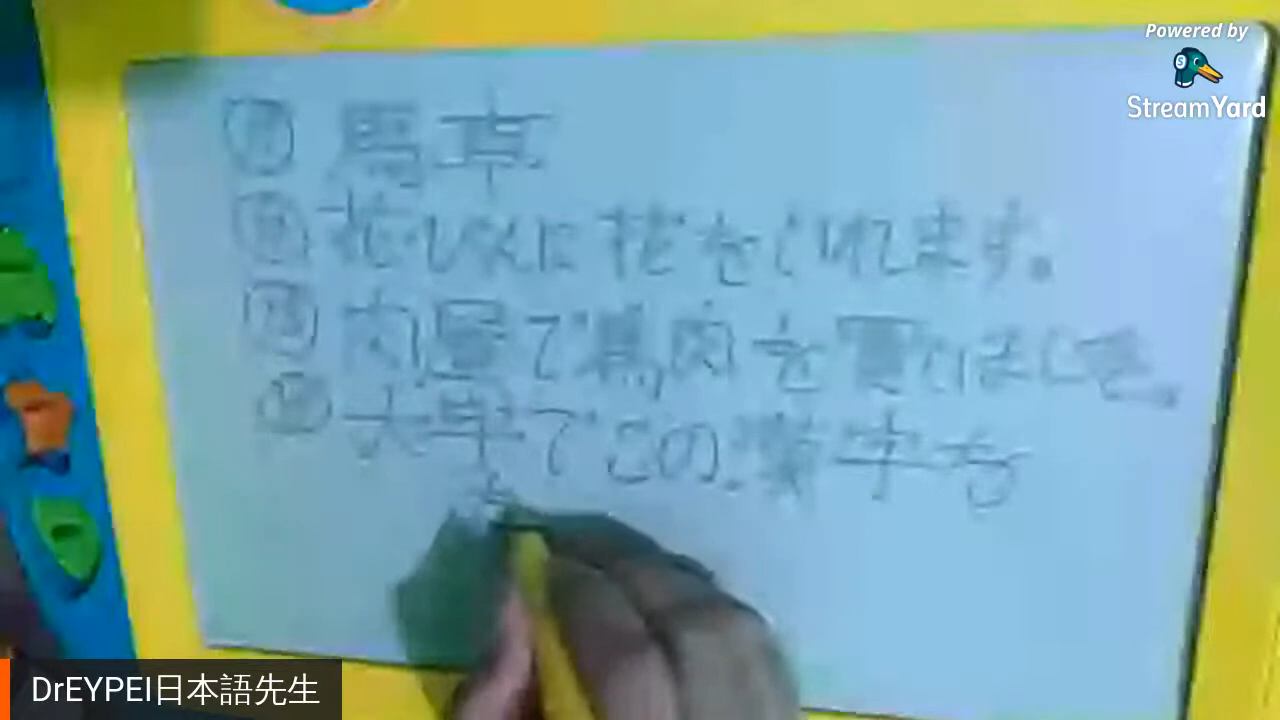 Powered by
StreamYard
馬車
花びんに花をいれます。
肉屋で鳥肉を買いました。
大学でこの漢字を
DrEYPEI日本語先生